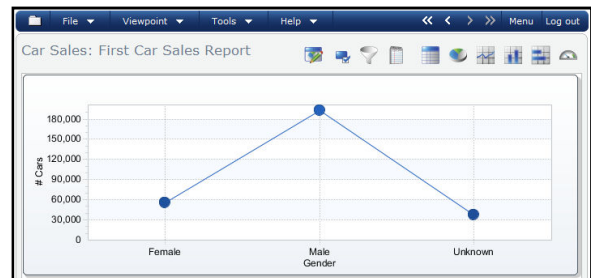 File Viewpoint Tools Help Menu Log out
Car Sales: First Car Sales Report
180,000
150,000
120,000
90,000
60,000
30,000
0
# Cars
Female Male Unknown
Gender